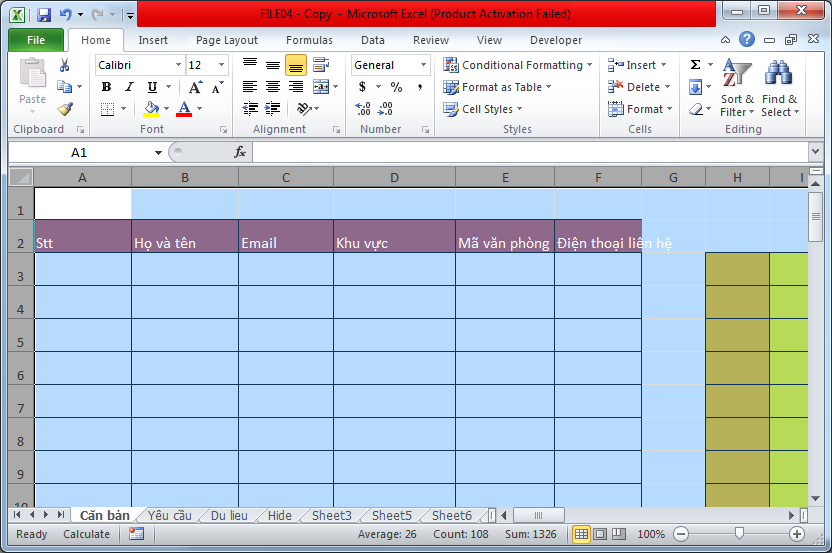 FILE04 - Copy - Microsoft Excel (Product Activation Failed)
File Home Insert Page Layout Formulas Data Review View Developer
Paste
Clipboard
Calibri 12
B I U A A
A
Font
Alignment
General
$ % ,
Number
Conditional Formatting
Format as Table
Cell Styles
Styles
Insert
Delete
Format
Cells
Σ
Sort & Filter
Find & Select
Editing
A1 fx
A B C D E F G H I
1
2 Stt Họ và tên Email Khu vực Mã văn phòng Điện thoại liên hệ
3
4
5
6
7
8
9
10
Căn bản Yêu cầu Du lieu Hide Sheet3 Sheet5 Sheet6
Ready Calculate Average: 26 Count: 108 Sum: 1326 100%